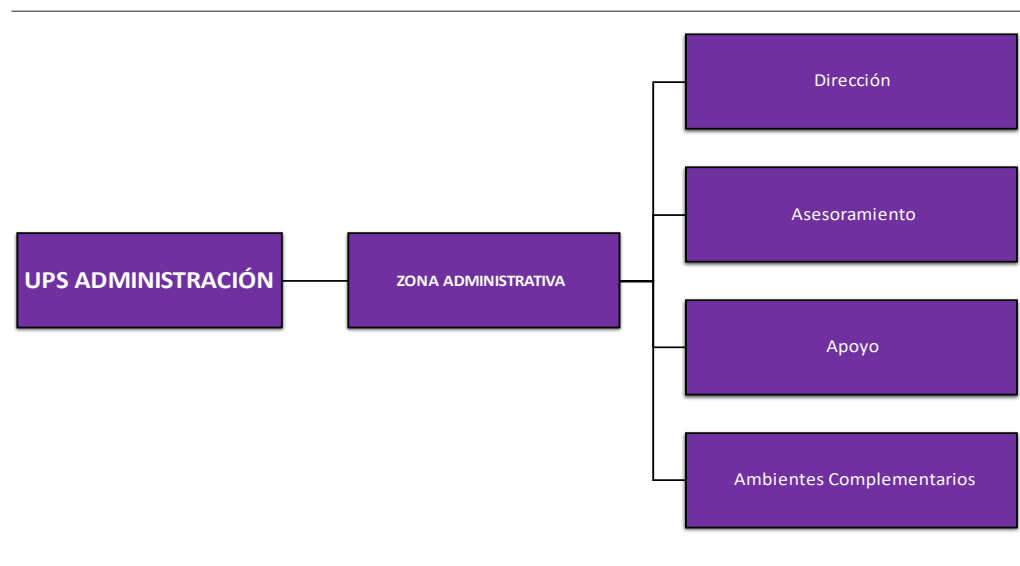 UPS ADMINISTRACIÓN
ZONA ADMINISTRATIVA
Dirección
Asesoramiento
Apoyo
Ambientes Complementarios